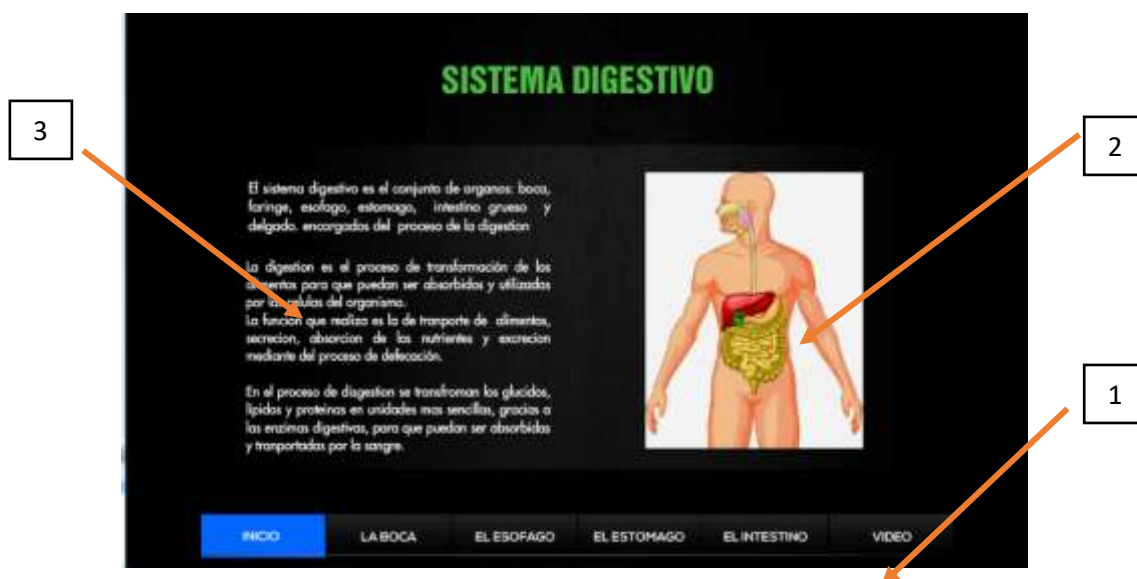 SISTEMA DIGESTIVO
3
2
El sistema digestivo es el conjunto de organos: boca,
faringe, esofago, estomago, intestino grueso y
delgado. encargados del proceso de la digestion
La digestion es el proceso de transformación de los
alimentos para que puedan ser absorbidos y utilizados
por las celulas del organismo.
La función que realiza es la de tranporte de alimentos,
secrecion, absorcion de los nutrientes y excrecion
mediante del proceso de defecación.
En el proceso de disgestion se transfroman los glucidos,
lipidos y proteinas en unidades mas sencillas, gracias a
las enzimas digestivas, para que puedan ser absorbidas
y tranportadas por la sangre.
1
INICIO LA BOCA EL ESOFAGO EL ESTOMAGO EL INTESTINO VIDEO